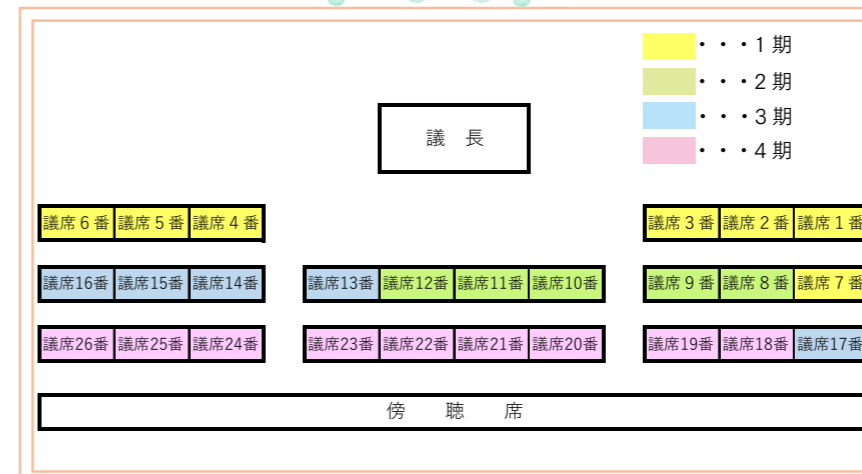 ・・・1期
・・・2期
・・・3期
・・・4期
議 長
議席6番 議席5番 議席4番 議席3番 議席2番 議席1番
議席16番 議席15番 議席14番 議席13番 議席12番 議席11番 議席10番 議席9番 議席8番 議席7番
議席26番 議席25番 議席24番 議席23番 議席22番 議席21番 議席20番 議席19番 議席18番 議席17番
傍 聴 席